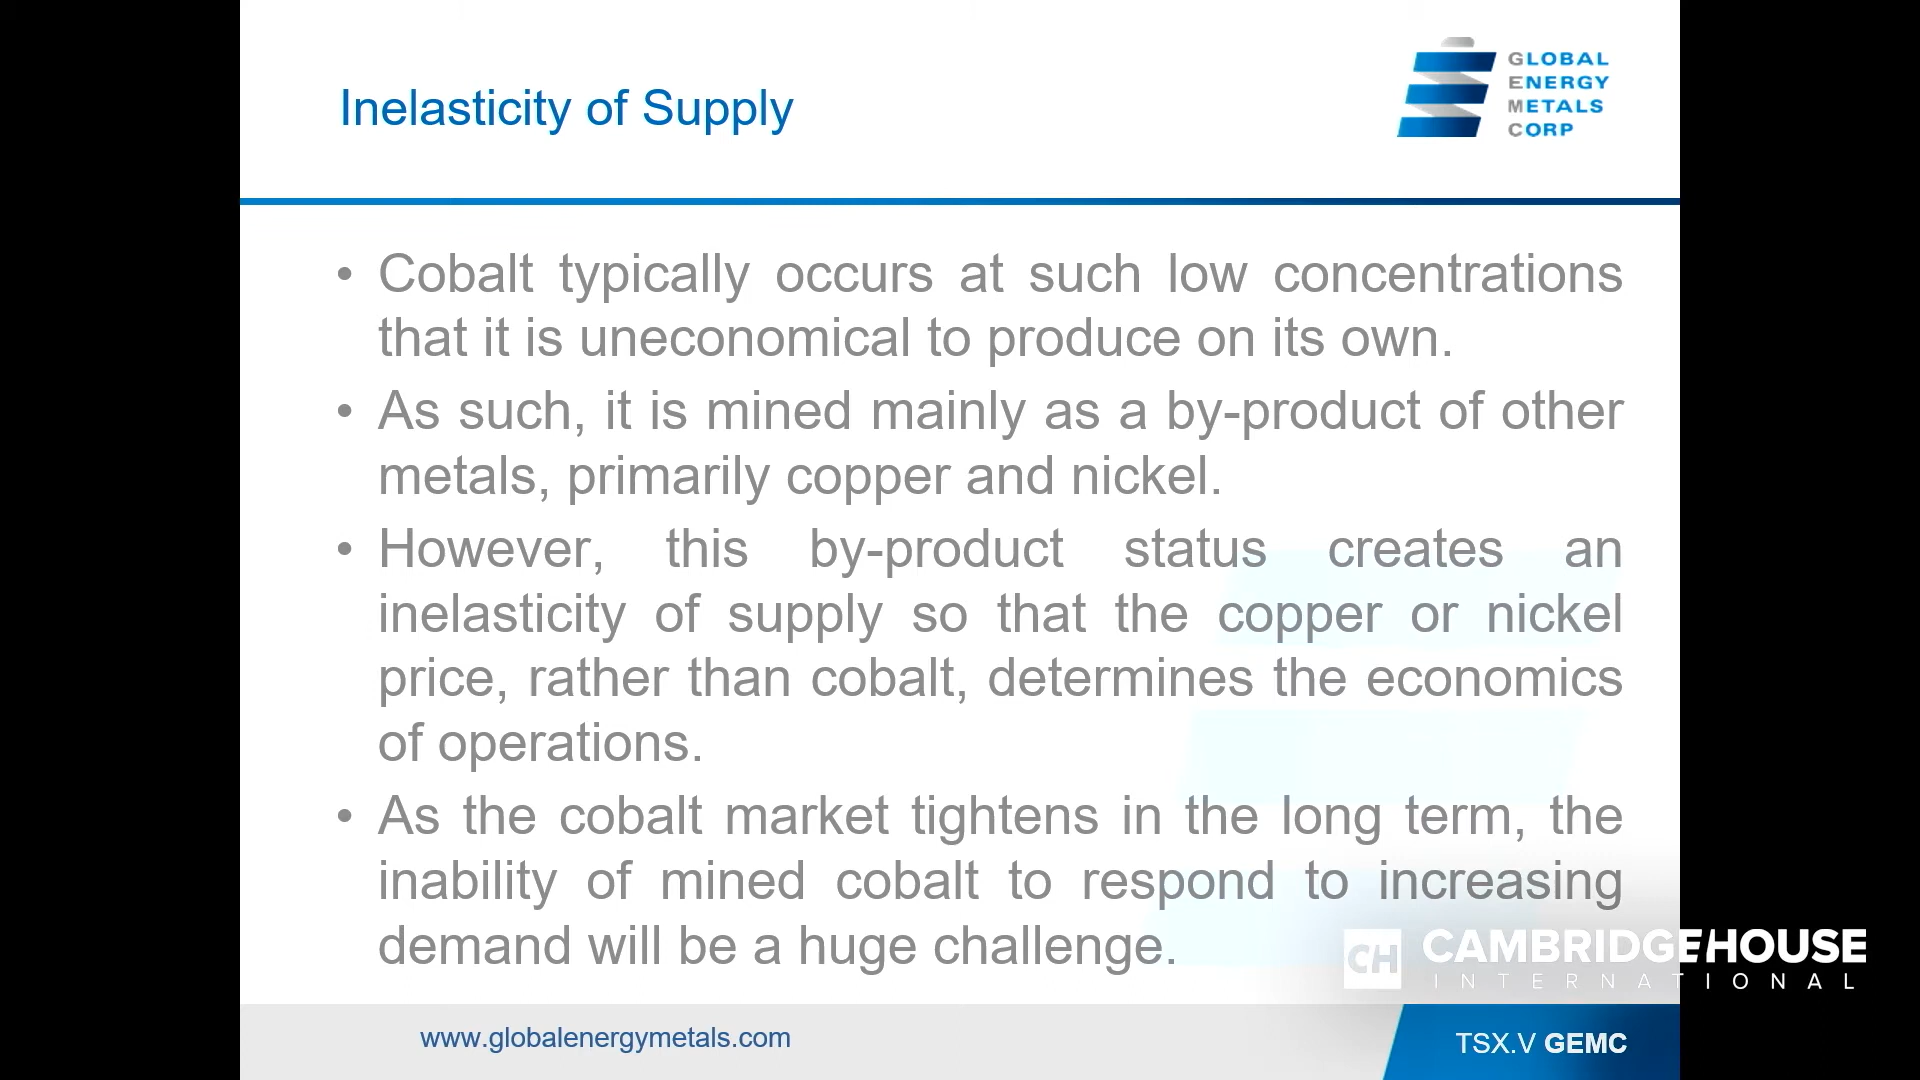 Inelasticity of Supply
GLOBAL
ENERGY
METALS
CORP
• Cobalt typically occurs at such low concentrations
that it is uneconomical to produce on its own.
• As such, it is mined mainly as a by-product of other
metals, primarily copper and nickel.
• However, this by-product status creates an
inelasticity of supply so that the copper or nickel
price, rather than cobalt, determines the economics
of operations.
• As the cobalt market tightens in the long term, the
inability of mined cobalt to respond to increasing
demand will be a huge challenge.
CH CAMBRIDGEHOUSE
INTERNATIONAL
www.globalenergymetals.com
TSX.V GEMC